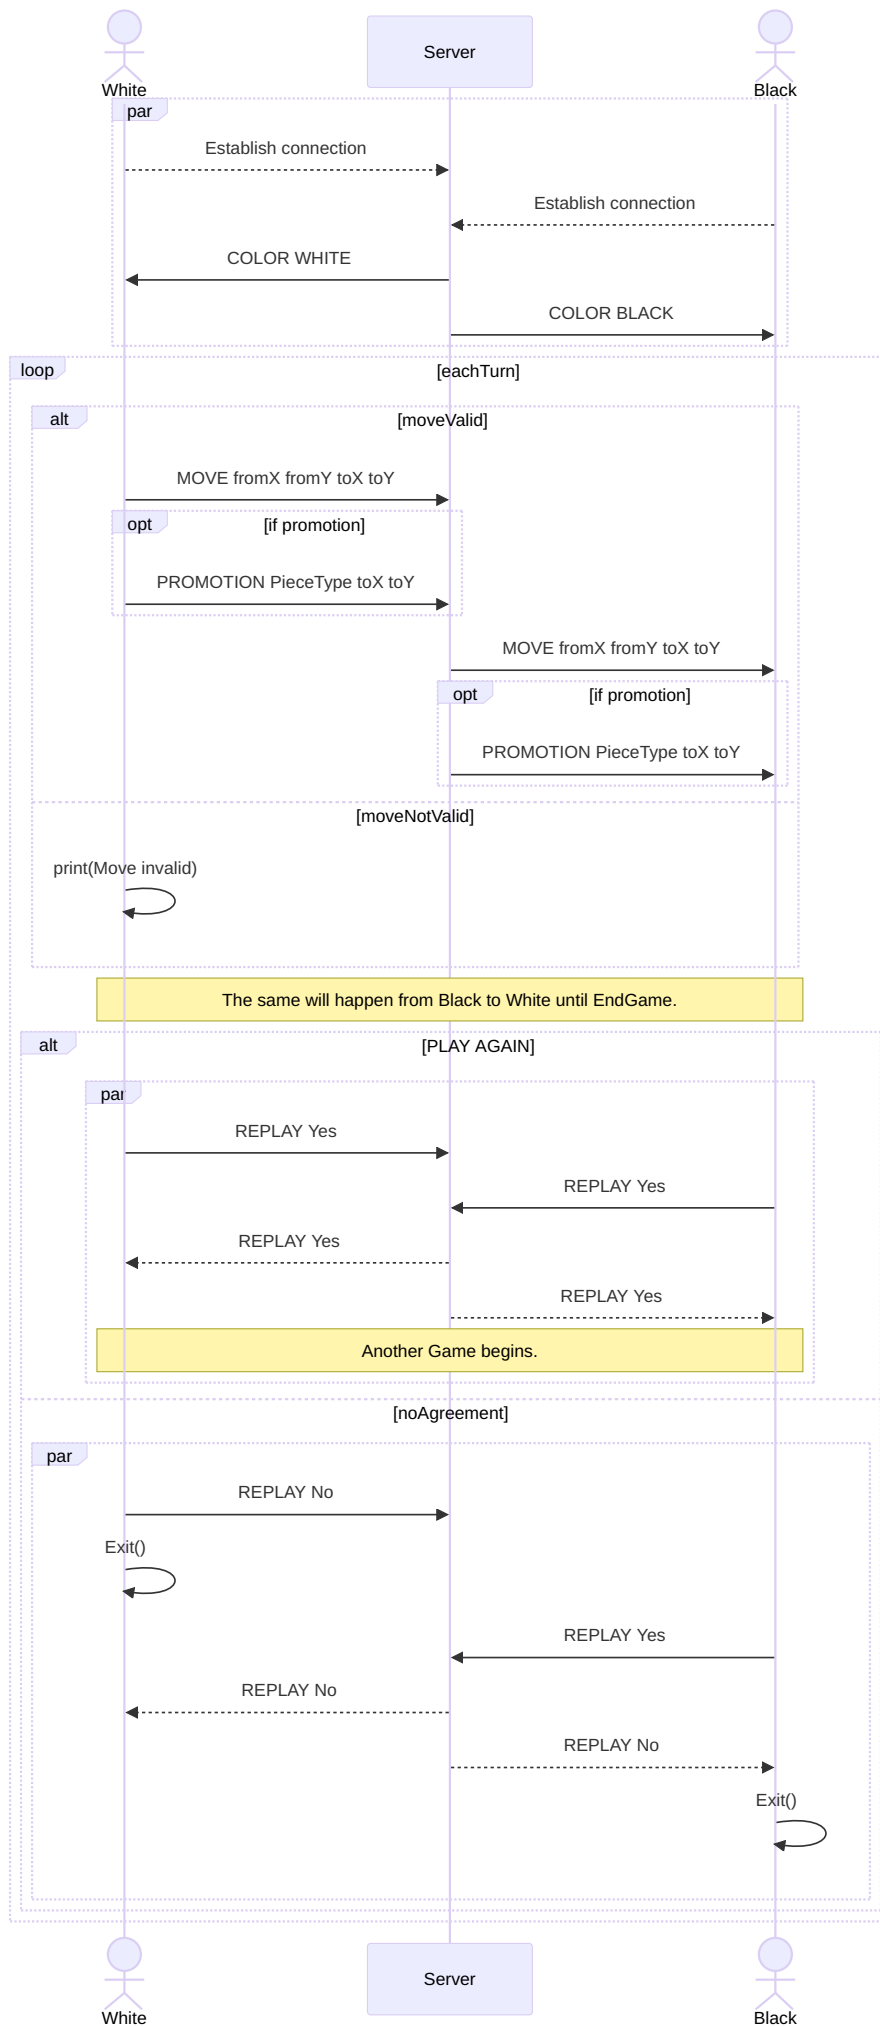 Server
White
Black
par
Establish connection
Establish connection
COLOR WHITE
COLOR BLACK
loop
[eachTurn]
alt
[moveValid]
MOVE fromX fromY toX toY
opt
[if promotion]
PROMOTION PieceType toX toY
MOVE fromX fromY toX toY
opt
[if promotion]
PROMOTION PieceType toX toY
[moveNotValid]
print(Move invalid)
The same will happen from Black to White until EndGame.
alt
[PLAY AGAIN]
par
REPLAY Yes
REPLAY Yes
REPLAY Yes
REPLAY Yes
Another Game begins.
[noAgreement]
par
REPLAY No
Exit()
REPLAY Yes
REPLAY No
REPLAY No
Exit()
Server
White
Black